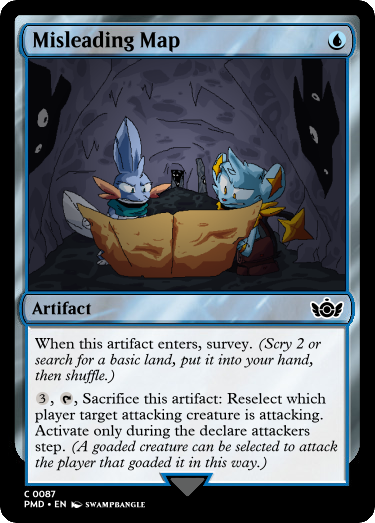 Misleading Map
Artifact
When this artifact enters, survey. (Scry 2 or
search for a basic land, put it into your hand,
then shuffle.)
3, , Sacrifice this artifact: Reselect which
player target attacking creature is attacking.
Activate only during the declare attackers
step. (A goaded creature can be selected to attack
the player that goaded it in this way.)
C 0087
PMD • EN SWAMPBANGLE